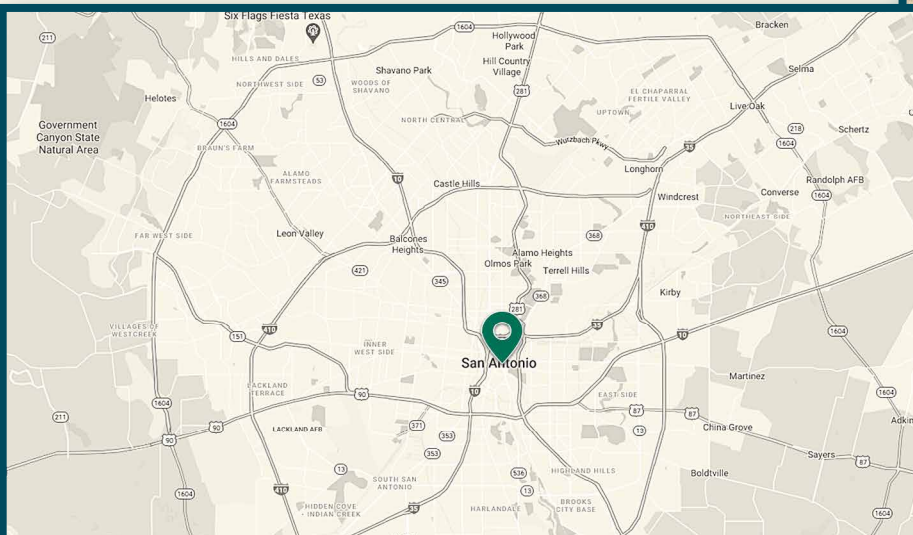 Six Flags Fiesta Texas
1604
Bracken
211
Hollywood
Park
HILLS AND DALES
Hill Country
Village
Shavano Park
Selma
53
NORTHWEST SIDE
WOODS OF
SHAVANO
281
EL CHAPARRAL
FERTILE VALLEY
Helotes
Live Oak
UPTOWN
Government
Canyon State
Natural Area
1604
NORTH CENTRAL
218
Schertz
Wurzbach Pkwy
35
1604
BRAUN'S FARM
ALAMO
FARMSTEADS
10
Castle Hills
Longhorn
Randolph AFB
Windcrest
Converse
1604
NORTHEAST SIDE
410
FAR WEST SIDE
Leon Valley
Balcones
Heights
368
Alamo Heights
Olmos Park
Terrell Hills
421
345
368
Kirby
281
VILLAGES OF
WESTCREEK
410
35
151
10
1604
INNER
WEST SIDE
San Antonio
Martinez
LACKLAND
TERRACE
10
90
EAST SIDE
1604
1604
87
87
211
90
371
13
China Grove
Adkin
LACKLAND AFB
353
90
353
Sayers
87
13
536
HIGHLAND HILLS
Boldtville
SOUTH SAN
ANTONIO
1604
410
13
HIDDEN COVE
- INDIAN CREEK
35
HARLANDALE
BROOKS
CITY BASE
1604